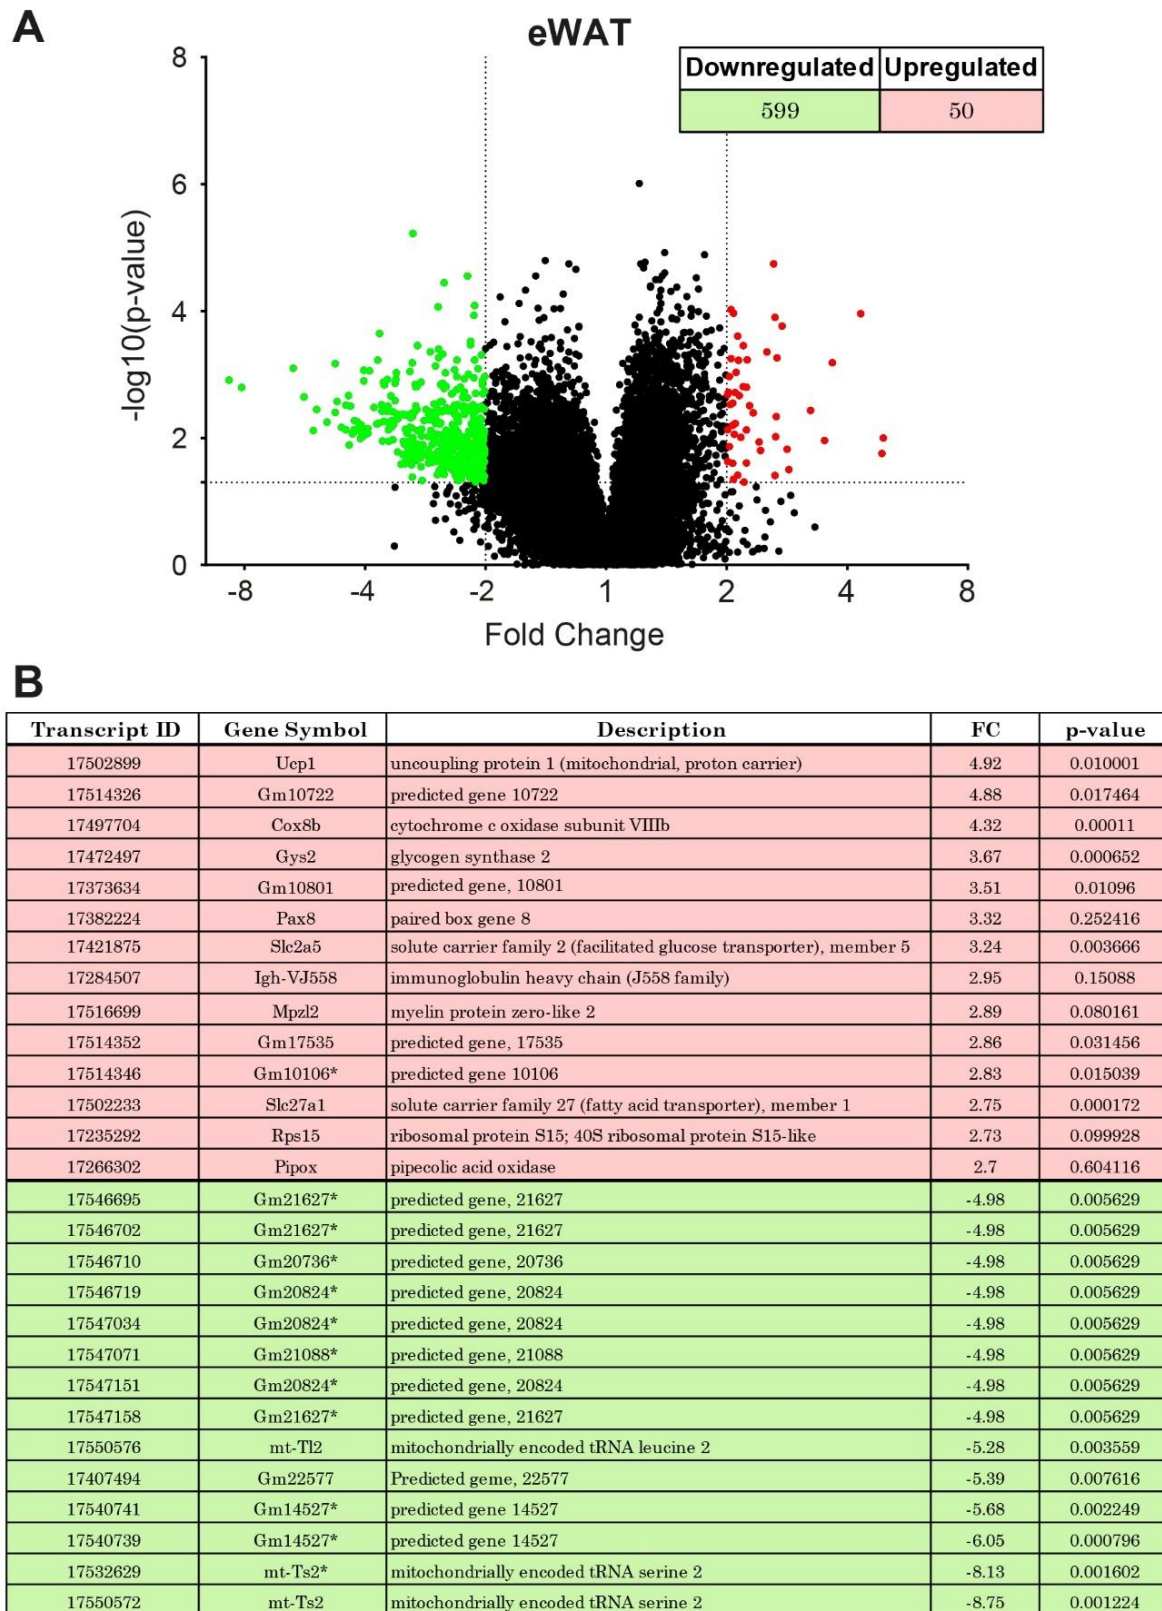 A
eWAT
Downregulated Upregulated
599 50
8
6
4
2
0
-log10(p-value)
-8 -4 -2 1 2 4 8
Fold Change
B
Transcript ID Gene Symbol Description FC p-value
17502899 Ucp1 uncoupling protein 1 (mitochondrial, proton carrier) 4.92 0.010001
17514326 Gm10722 predicted gene 10722 4.88 0.017464
17497704 Cox8b cytochrome c oxidase subunit VIIIb 4.32 0.00011
17472497 Gys2 glycogen synthase 2 3.67 0.000652
17373634 Gm10801 predicted gene, 10801 3.51 0.01096
17382224 Pax8 paired box gene 8 3.32 0.252416
17421875 Slc2a5 solute carrier family 2 (facilitated glucose transporter), member 5 3.24 0.003666
17284507 Igh-VJ558 immunoglobulin heavy chain (J558 family) 2.95 0.15088
17516699 Mpzl2 myelin protein zero-like 2 2.89 0.080161
17514352 Gm17535 predicted gene, 17535 2.86 0.031456
17514346 Gm10106* predicted gene 10106 2.83 0.015039
17502233 Slc27a1 solute carrier family 27 (fatty acid transporter), member 1 2.75 0.000172
17235292 Rps15 ribosomal protein S15; 40S ribosomal protein S15-like 2.73 0.099928
17266302 Pipox pipecolic acid oxidase 2.7 0.604116
17546695 Gm21627* predicted gene, 21627 -4.98 0.005629
17546702 Gm21627* predicted gene, 21627 -4.98 0.005629
17546710 Gm20736* predicted gene, 20736 -4.98 0.005629
17546719 Gm20824* predicted gene, 20824 -4.98 0.005629
17547034 Gm20824* predicted gene, 20824 -4.98 0.005629
17547071 Gm21088* predicted gene, 21088 -4.98 0.005629
17547151 Gm20824* predicted gene, 20824 -4.98 0.005629
17547158 Gm21627* predicted gene, 21627 -4.98 0.005629
17550576 mt-Tl2 mitochondrially encoded tRNA leucine 2 -5.28 0.003559
17407494 Gm22577 Predicted geme, 22577 -5.39 0.007616
17540741 Gm14527* predicted gene 14527 -5.68 0.002249
17540739 Gm14527* predicted gene 14527 -6.05 0.000796
17532629 mt-Ts2* mitochondrially encoded tRNA serine 2 -8.13 0.001602
17550572 mt-Ts2 mitochondrially encoded tRNA serine 2 -8.75 0.001224